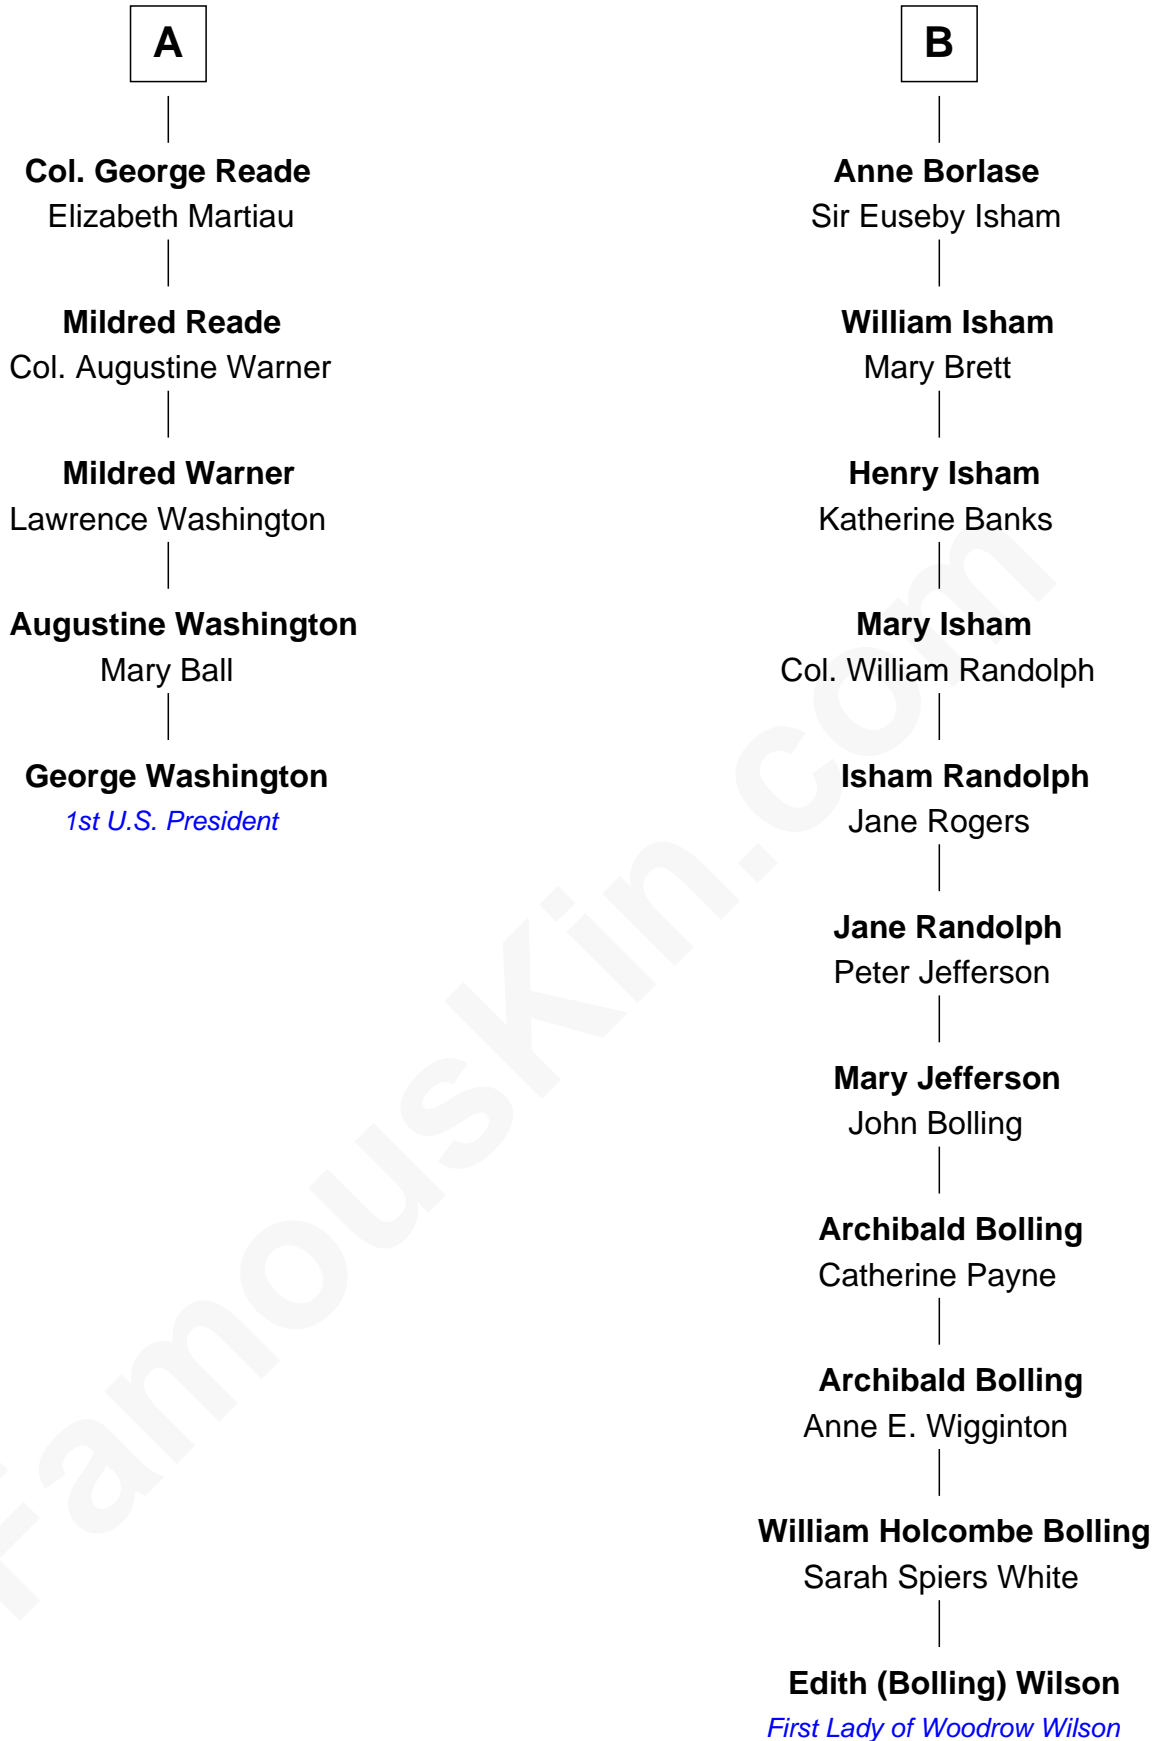 A
Col. George Reade
Elizabeth Martiau
Mildred Reade
Col. Augustine Warner
Mildred Warner
Lawrence Washington
Augustine Washington
Mary Ball
George Washington
1st U.S. President
B
Anne Borlase
Sir Euseby Isham
William Isham
Mary Brett
Henry Isham
Katherine Banks
Mary Isham
Col. William Randolph
Isham Randolph
Jane Rogers
Jane Randolph
Peter Jefferson
Mary Jefferson
John Bolling
Archibald Bolling
Catherine Payne
Archibald Bolling
Anne E. Wigginton
William Holcombe Bolling
Sarah Spiers White
Edith (Bolling) Wilson
First Lady of Woodrow Wilson
FamousKin.com